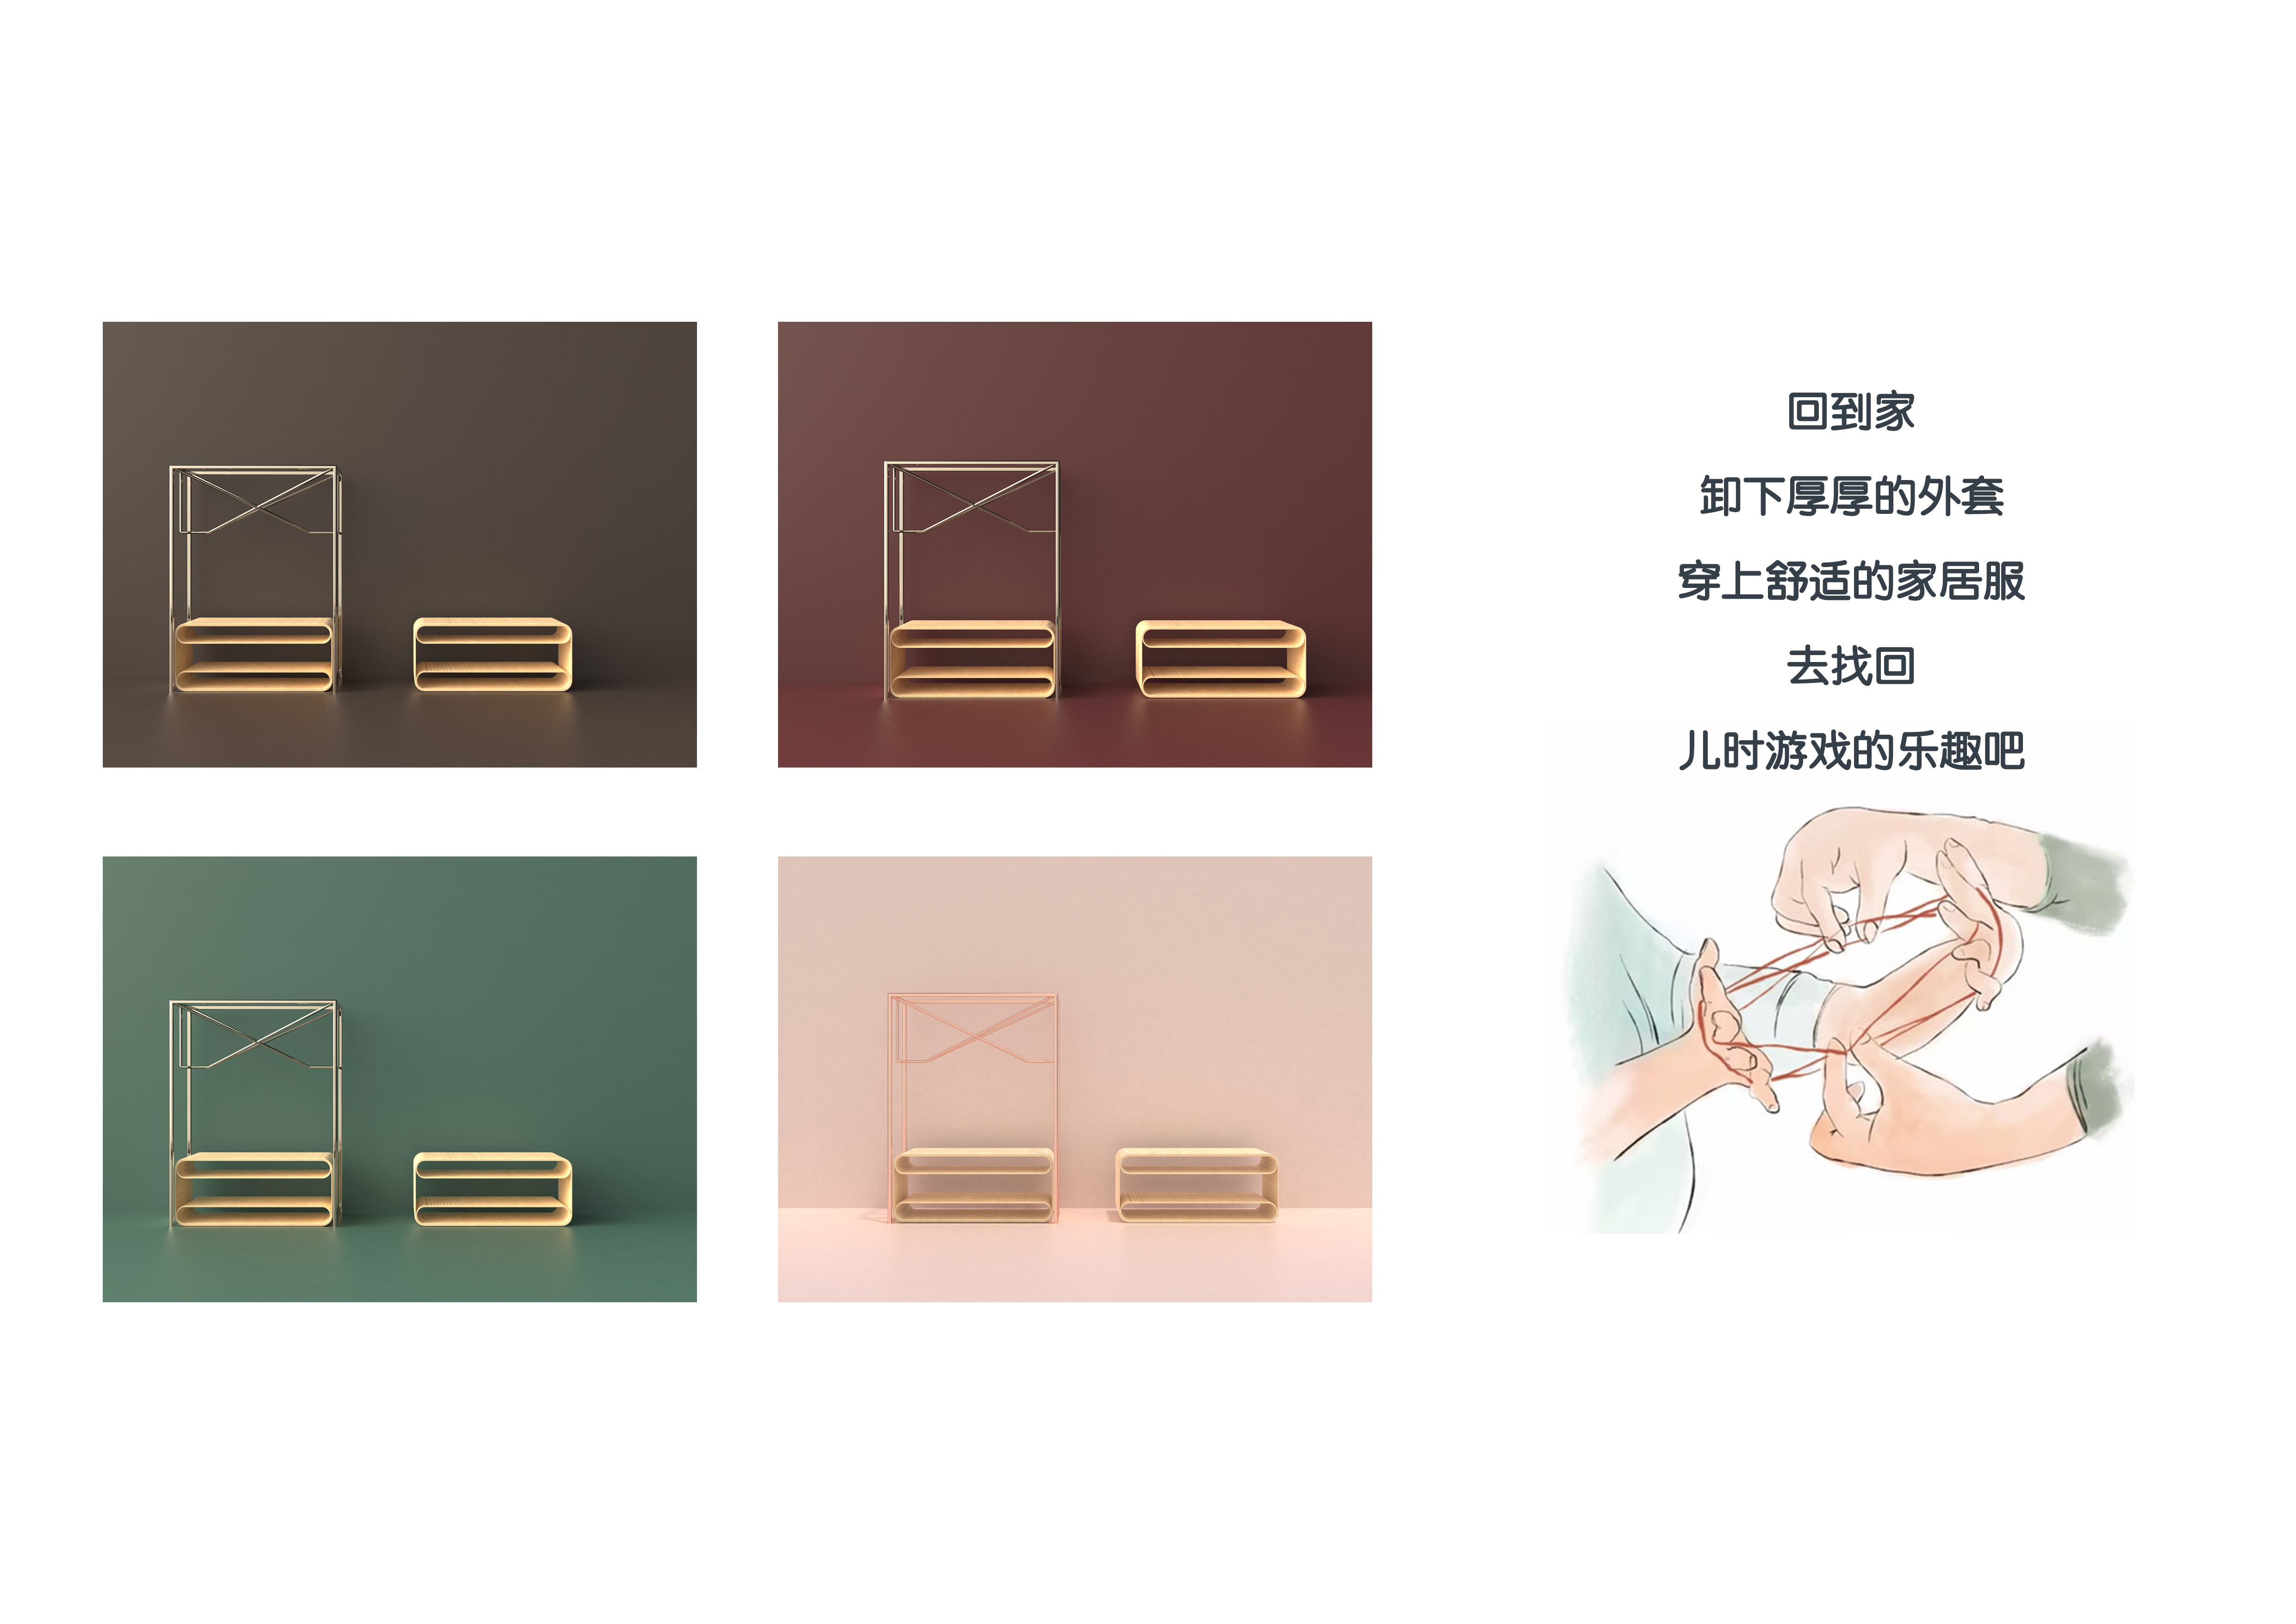 回到家
卸下厚厚的外套
穿上舒适的家居服
去找回
儿时游戏的乐趣吧